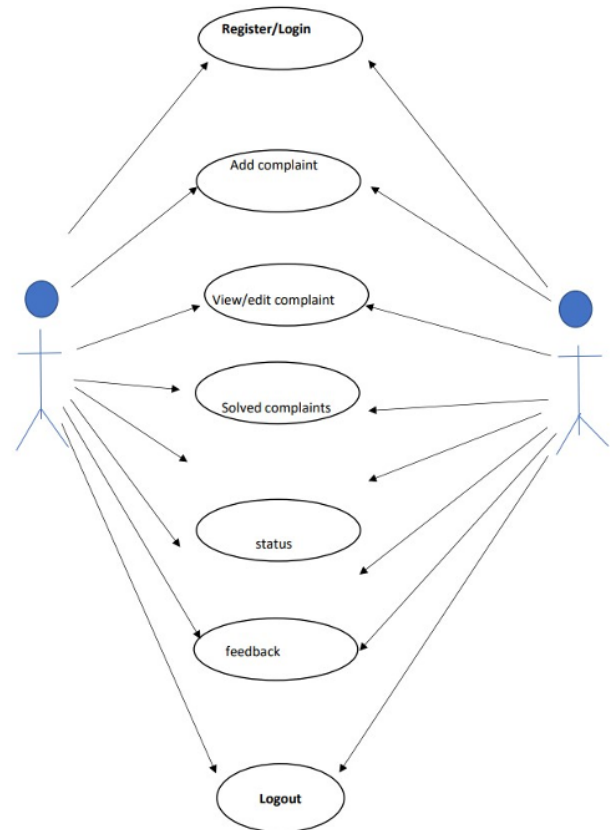 Register/Login
Add complaint
View/edit complaint
Solved complaints
status
feedback
Logout